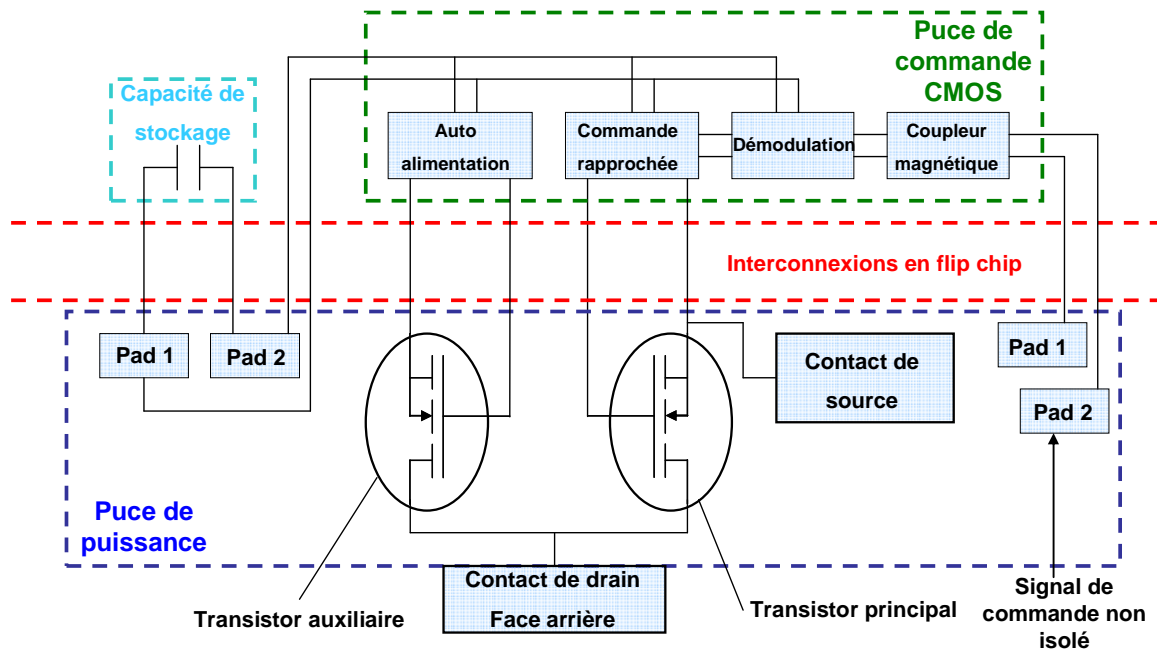 Puce de
commande
CMOS
Capacité de
stockage
Auto
alimentation
Commande
rapprochée
Démodulation
Coupleur
magnétique
Interconnexions en flip chip
Pad 1
Pad 2
Contact de
source
Pad 1
Pad 2
Puce de
puissance
Contact de drain
Face arrière
Transistor auxiliaire
Transistor principal
Signal de
commande non
isolé